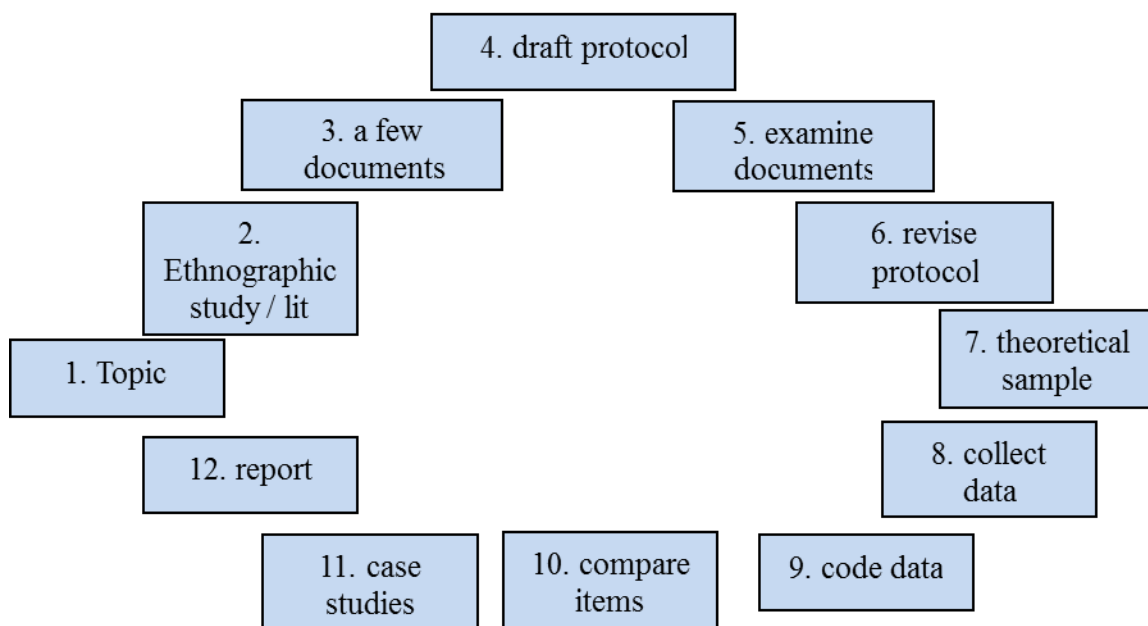 4. draft protocol
3. a few
documents
5. examine
documents
2.
Ethnographic
study / lit
6. revise
protocol
1. Topic
7. theoretical
sample
12. report
8. collect
data
11. case
studies
10. compare
items
9. code data